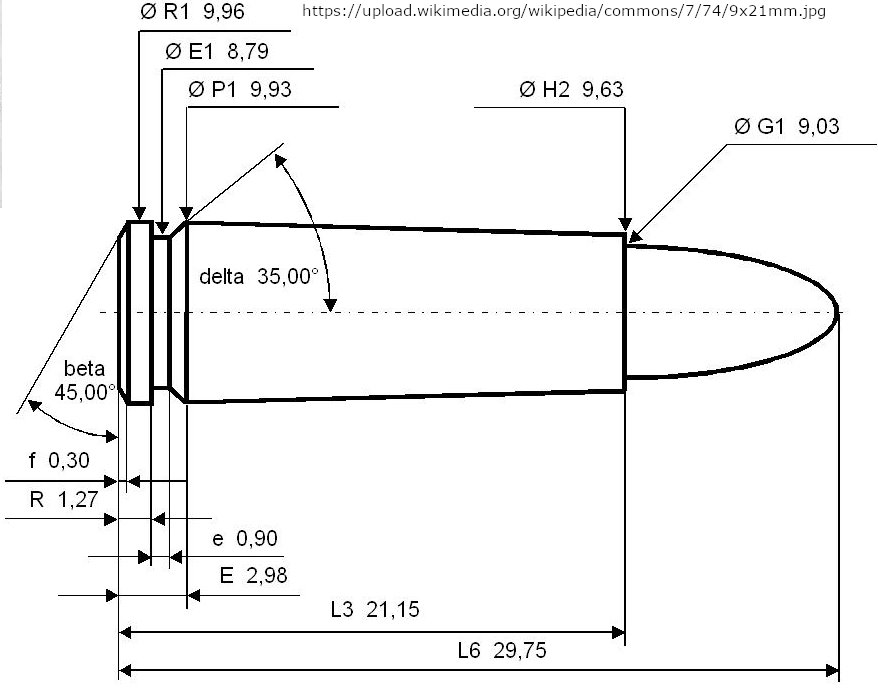 Ø R1 9,96
https://upload.wikimedia.org/wikipedia/commons/7/74/9x21mm.jpg
Ø E1 8,79
Ø P1 9,93
Ø H2 9,63
Ø G1 9,03
delta 35,00°
beta
45,00°
f 0,30
R 1,27
e 0,90
E 2,98
L3 21,15
L6 29,75